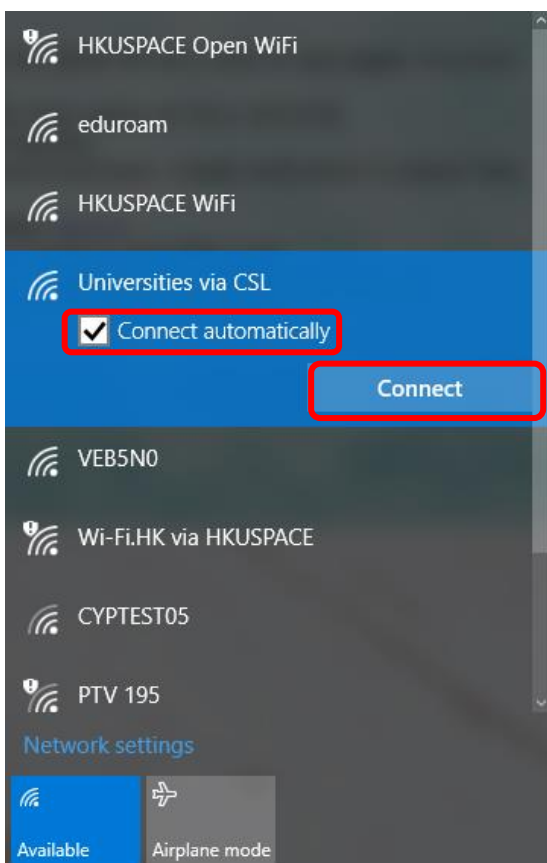 HKUSPACE Open WiFi
eduroam
HKUSPACE WiFi
Universities via CSL
Connect automatically
Connect
VEB5N0
Wi-Fi.HK via HKUSPACE
CYPTEST05
PTV 195
Network settings
Available
Airplane mode